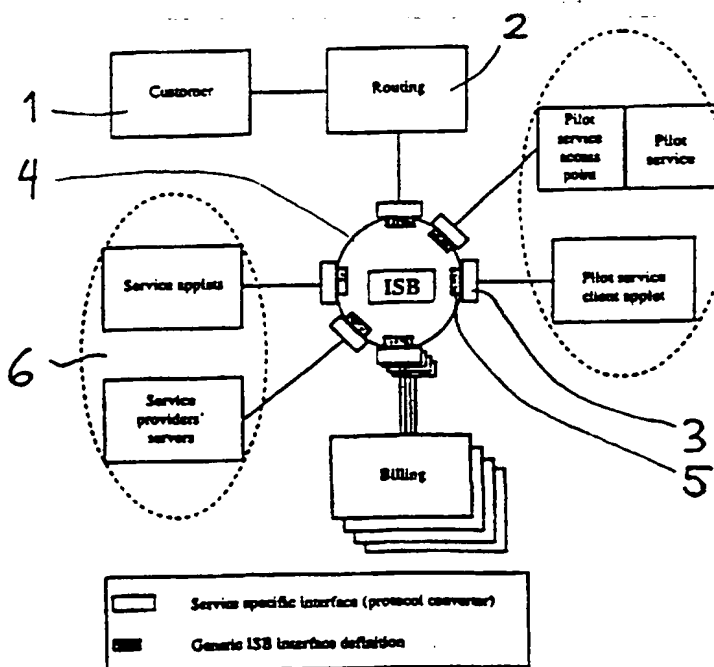 2
1
Customer
Routing
Pilot
service
access
point
Pilot
service
4
Service applets
ISB
Pilot service
client applet
6
Service
providers'
servers
3
5
Billing
Service specific interface (protocol converter)
Generic ISB interface definition